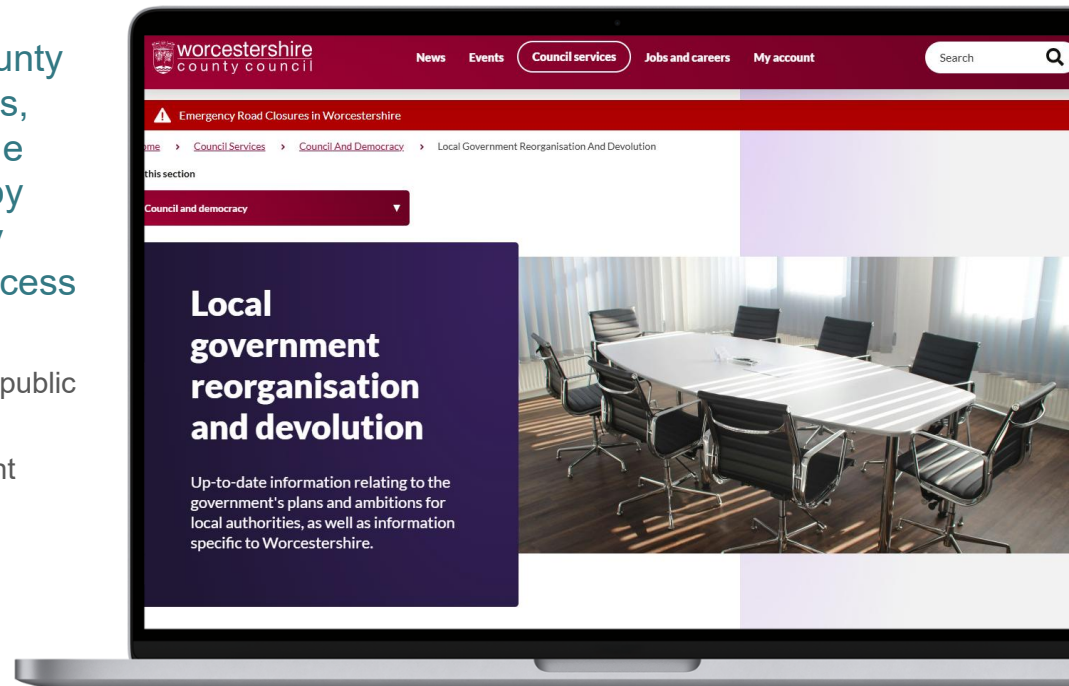 unty
s,
e
by
y
cess
public
nt
worcestershire
county council
News Events Council services Jobs and careers My account Search
Emergency Road Closures in Worcestershire
ome > Council Services > Council And Democracy > Local Government Reorganisation And Devolution
this section
Council and democracy
Local
government
reorganisation
and devolution
Up-to-date information relating to the
government's plans and ambitions for
local authorities, as well as information
specific to Worcestershire.